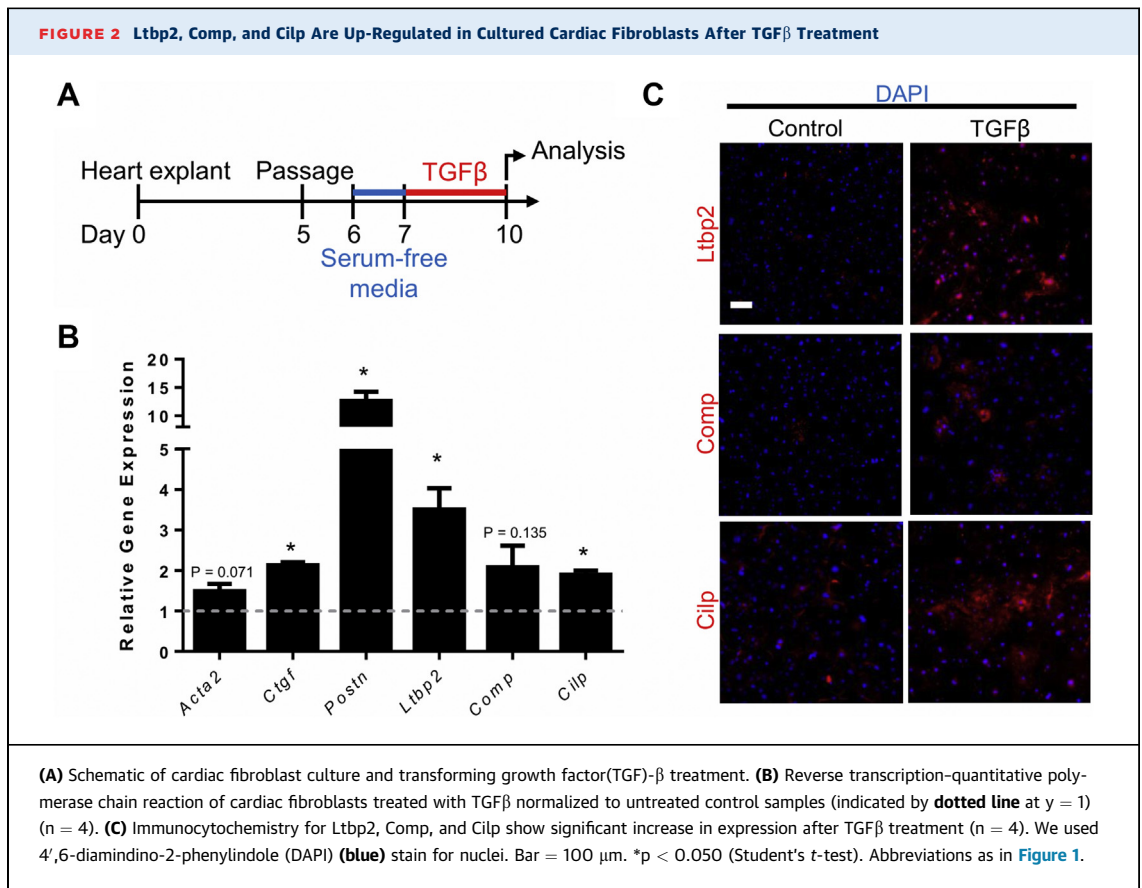 FIGURE 2 Ltbp2, Comp, and Cilp Are Up-Regulated in Cultured Cardiac Fibroblasts After TGFβ Treatment
A
Heart explant Passage TGFβ Analysis
Day 0 5 6 7 10
Serum-free
media
B
Relative Gene Expression
20
15
10
5
4
3
2
1
0
P = 0.071
*
*
*
P = 0.135
*
Acta2
Ctgf
Postn
Ltbp2
Comp
Cilp
C
DAPI
Control TGFβ
Ltbp2
Comp
Cilp
(A) Schematic of cardiac fibroblast culture and transforming growth factor(TGF)-β treatment. (B) Reverse transcription-quantitative poly-
merase chain reaction of cardiac fibroblasts treated with TGFβ normalized to untreated control samples (indicated by dotted line at y = 1)
(n = 4). (C) Immunocytochemistry for Ltbp2, Comp, and Cilp show significant increase in expression after TGFβ treatment (n = 4). We used
4′,6-diamindino-2-phenylindole (DAPI) (blue) stain for nuclei. Bar = 100 μm. *p < 0.050 (Student's t-test). Abbreviations as in Figure 1.